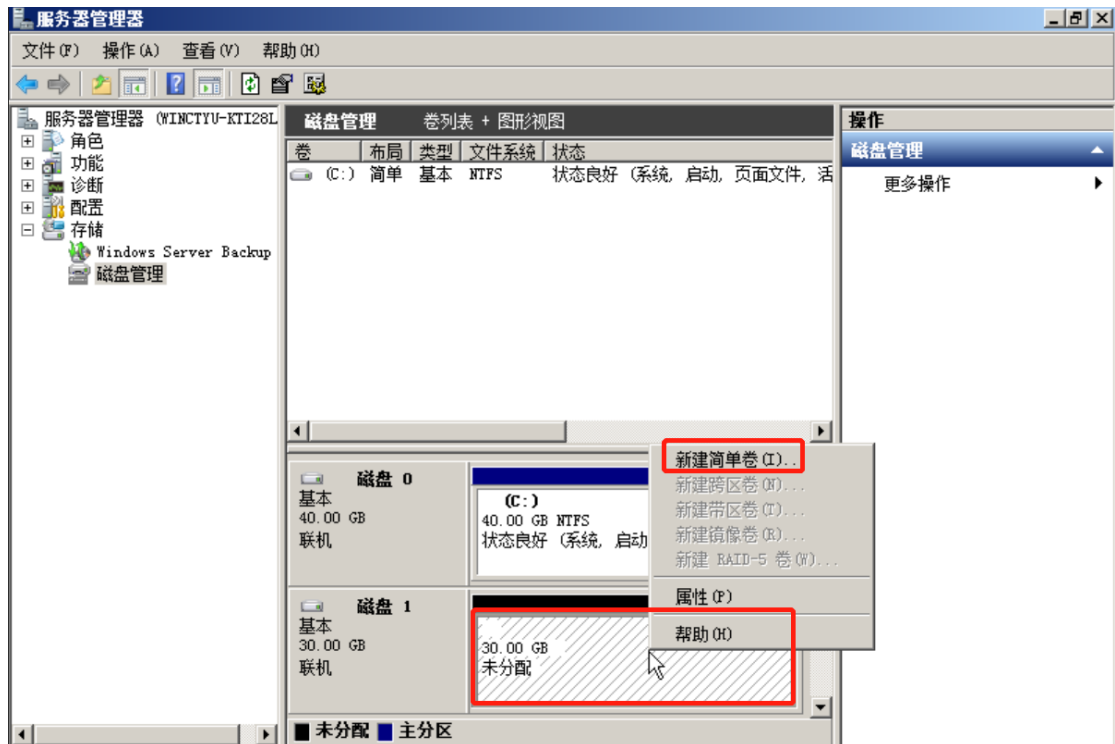 服务器管理器
文件(F) 操作(A) 查看(V) 帮助(H)
服务器管理器 (WINCTYU-KTI28L
角色
功能
诊断
配置
存储
Windows Server Backup
磁盘管理
磁盘管理 卷列表 + 图形视图
卷 布局 类型 文件系统 状态
(C:) 简单 基本 NTFS 状态良好 (系统, 启动, 页面文件, 活
磁盘 0
基本
40.00 GB
联机
(C:)
40.00 GB NTFS
状态良好 (系统, 启动
磁盘 1
基本
30.00 GB
联机
30.00 GB
未分配
新建简单卷(I)...
新建跨区卷(N)...
新建带区卷(T)...
新建镜像卷(R)...
新建 RAID-5 卷(W)...
属性(P)
帮助(H)
未分配 主分区
操作
磁盘管理
更多操作